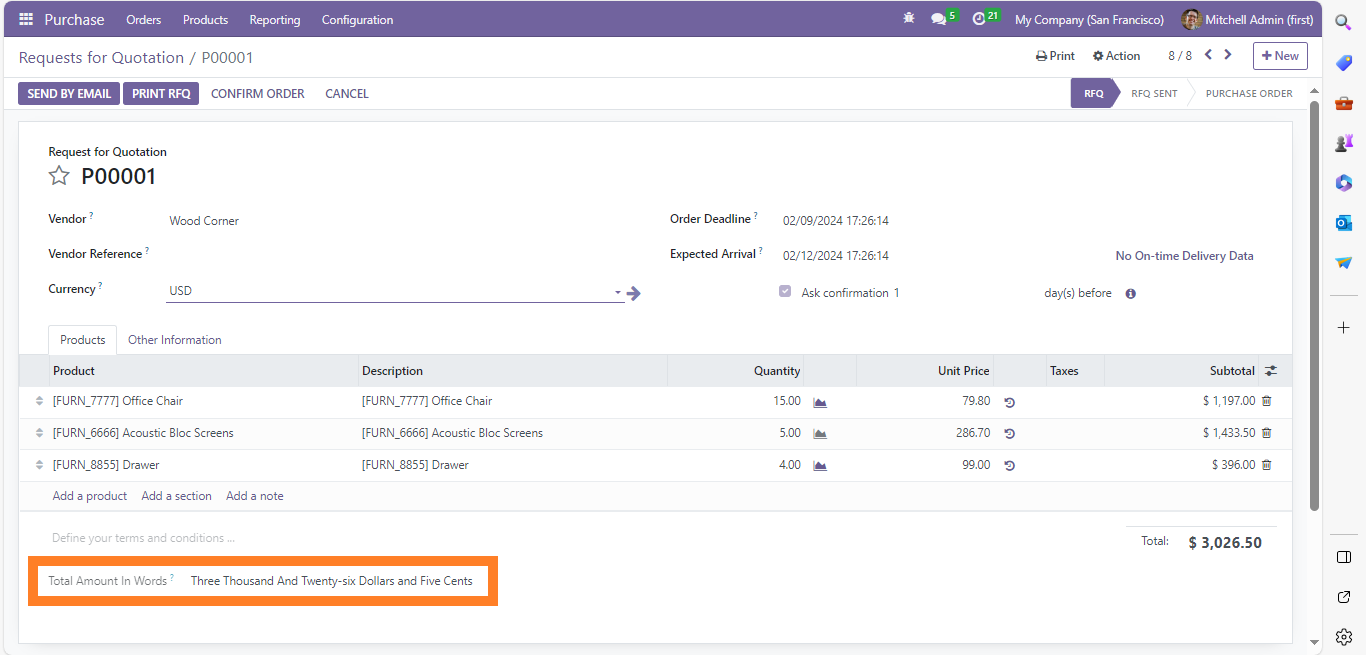 Purchase Orders Products Reporting Configuration 5 21 My Company (San Francisco) Mitchell Admin (first)
Requests for Quotation / P00001 Print Action 8 / 8 New
SEND BY EMAIL PRINT RFQ CONFIRM ORDER CANCEL RFQ RFQ SENT PURCHASE ORDER
Request for Quotation
P00001
Vendor ? Wood Corner Order Deadline ? 02/09/2024 17:26:14
Vendor Reference ? Expected Arrival ? 02/12/2024 17:26:14 No On-time Delivery Data
Currency ? USD Ask confirmation 1 day(s) before
Products Other Information
Product Description Quantity Unit Price Taxes Subtotal
[FURN_7777] Office Chair [FURN_7777] Office Chair 15.00 79.80 $ 1,197.00
[FURN_6666] Acoustic Bloc Screens [FURN_6666] Acoustic Bloc Screens 5.00 286.70 $ 1,433.50
[FURN_8855] Drawer [FURN_8855] Drawer 4.00 99.00 $ 396.00
Add a product Add a section Add a note
Define your terms and conditions ...
Total: $ 3,026.50
Total Amount In Words ? Three Thousand And Twenty-six Dollars and Five Cents